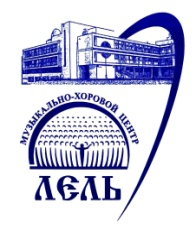 МУЗЫКАЛЬНО-ХОРОВОЙ ЦЕНТР
ЛЕЛЬ